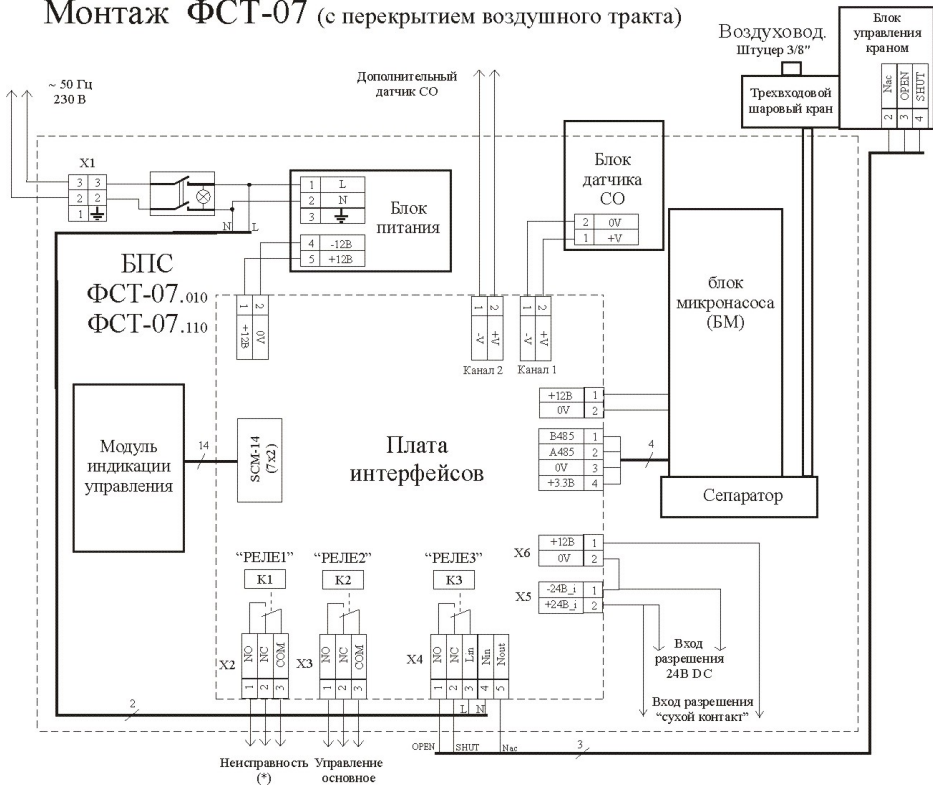 Монтаж ФСТ-07 (с перекрытием воздушного тракта)
Воздуховод.
Штуцер 3/8"
Блок
управления
краном
2 Nac
3 OPEN
4 SHUT
Трехвходовой
шаровый кран
~ 50 Гц
230 В
Дополнительный
датчик СО
X1
3 3
2 2
1
N L
1 L
2 N
3
4 -12В
5 +12В
Блок
питания
Блок
датчика
СО
2 0V
1 +V
БПС
ФСТ-07.010
ФСТ-07.110
1 +12В
2 0V
1 -V
2 +V
Канал 2
1 -V
2 +V
Канал 1
блок
микронасоса
(БМ)
+12В 1
0V 2
В485 1
А485 2
0V 3
+3.3В 4
4
Сепаратор
Модуль
индикации
управления
14
SCM-14
(7x2)
Плата
интерфейсов
X6
+12В 1
0V 2
X5
-24В_i 1
+24В_i 2
Вход
разрешения
24В DC
Вход разрешения
“сухой контакт”
“РЕЛЕ1” “РЕЛЕ2” “РЕЛЕ3”
K1 K2 K3
X2
NO 1
NC 2
COM 3
X3
NO 1
NC 2
COM 3
X4
NO 1
NC 2
Lin 3
Nin 4
Nout 5
2
L N
OPEN SHUT Nac
3
Неисправность
(*)
Управление
основное